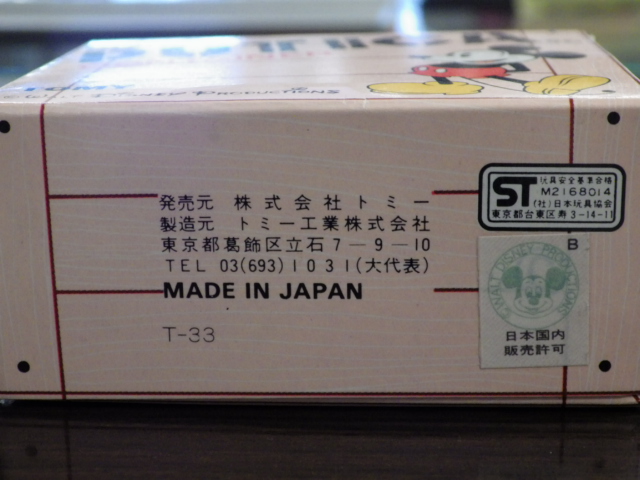 TOMY
発売元 株式会社トミー
製造元 トミー工業株式会社
東京都葛飾区立石7-9-10
TEL 03(693)1031(大代表)
MADE IN JAPAN
T-33
ST
玩具安全基準合格
M2168014
(社)日本玩具協会
東京都台東区寿3-14-11
B
WALT DISNEY PRODUCTIONS
日本国内
販売許可